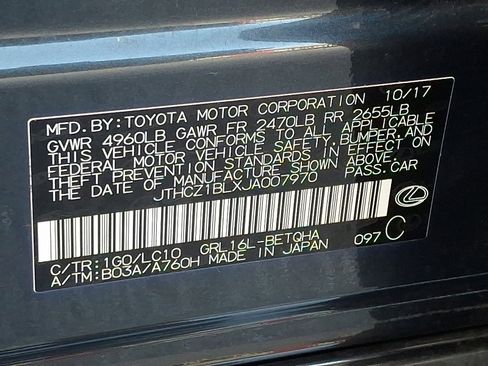 MFD. BY: TOYOTA MOTOR CORPORATION 10/17
GVWR 4960LB GAWR FR 2470LB RR 2655LB
THIS VEHICLE CONFORMS TO ALL APPLICABLE
FEDERAL MOTOR VEHICLE SAFETY, BUMPER, AND
THEFT PREVENTION STANDARDS IN EFFECT ON
THE DATE OF MANUFACTURE SHOWN ABOVE.
JTHCZ1BLXJA007970 PASS. CAR
C/TR: 1G0/LC10 GRL16L-BETQHA
A/TM: B03A/A760H MADE IN JAPAN 097 C